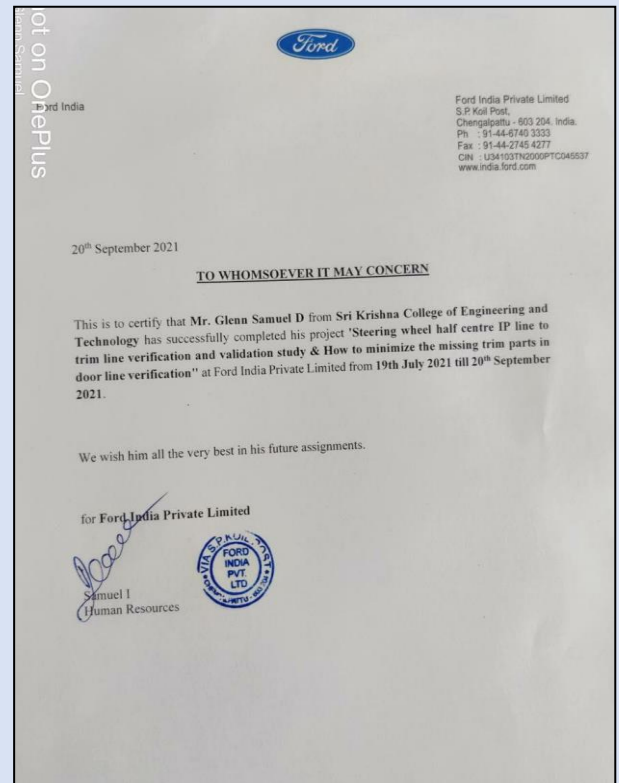 Shot on OnePlus
Glenn Samuel
Ford
Ford India
Ford India Private Limited
S.P. Koil Post,
Chengalpattu - 603 204. India.
Ph : 91-44-6740 3333
Fax : 91-44-2745 4277
CIN : U34103TN2000PTC045537
www.india.ford.com
20th September 2021
TO WHOMSOEVER IT MAY CONCERN
This is to certify that Mr. Glenn Samuel D from Sri Krishna College of Engineering and
Technology has successfully completed his project 'Steering wheel half centre IP line to
trim line verification and validation study & How to minimize the missing trim parts in
door line verification" at Ford India Private Limited from 19th July 2021 till 20th September
2021.
We wish him all the very best in his future assignments.
for Ford India Private Limited
VIA S.P. KOIL POST
FORD
INDIA
PVT.
LTD
Samuel I
Human Resources